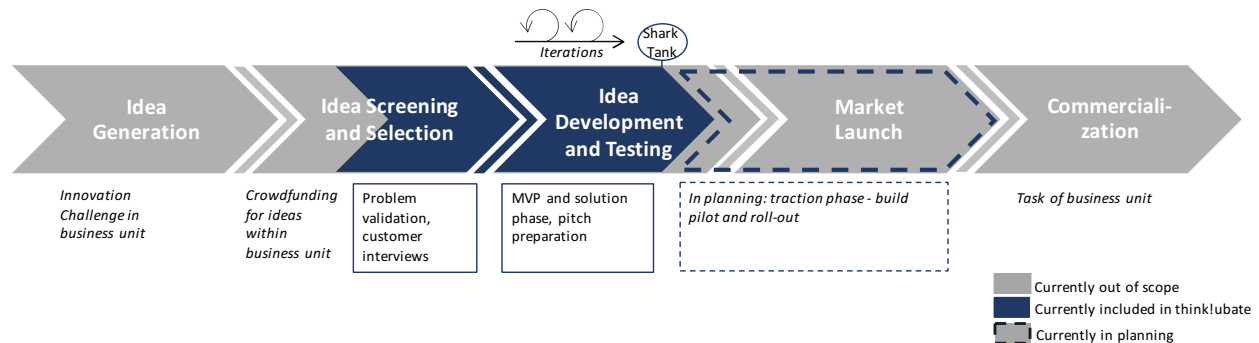 Iterations
Shark
Tank
Idea
Generation
Idea Screening
and Selection
Idea
Development
and Testing
Market
Launch
Commerciali-
zation
Innovation
Challenge in
business unit
Crowdfunding
for ideas
within
business unit
Problem
validation,
customer
interviews
MVP and solution
phase, pitch
preparation
In planning: traction phase - build
pilot and roll-out
Task of business unit
Currently out of scope
Currently included in think!ubate
Currently in planning